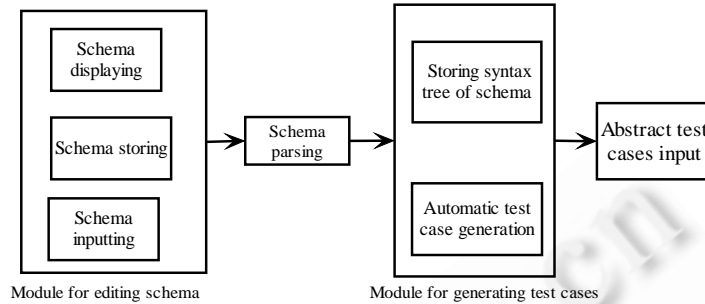 Schema
displaying
Schema storing
Schema
inputting
Module for editing schema
Schema
parsing
Storing syntax
tree of schema
Automatic test
case generation
Module for generating test cases
Abstract test
cases input